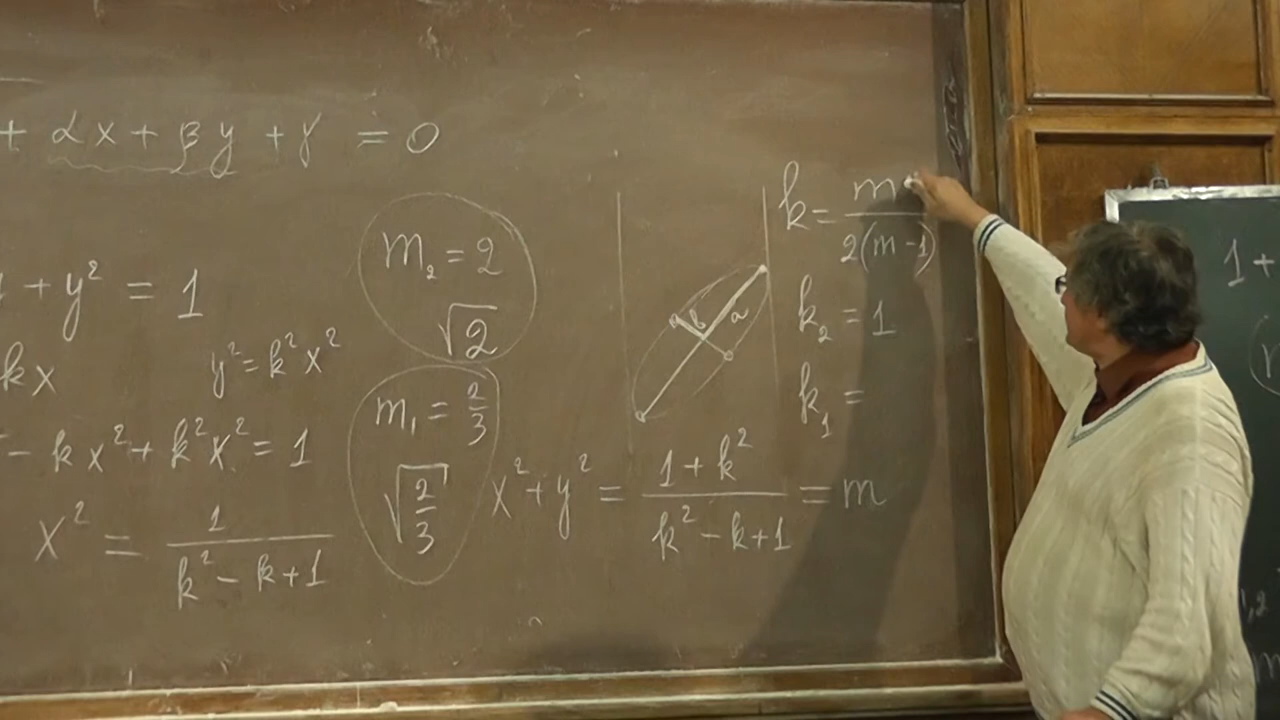 + αx + βy + γ = 0
+ y² = 1
kx
y² = k²x²
- kx² + k²x² = 1
x² = 1/(k² - k + 1)
m₂ = 2
√2
m₁ = 2/3
√(2/3)
b a
x² + y² = (1 + k²)/(k² - k + 1) = m
k = m/(2(m - 1))
k₂ = 1
k₁ =
1 +